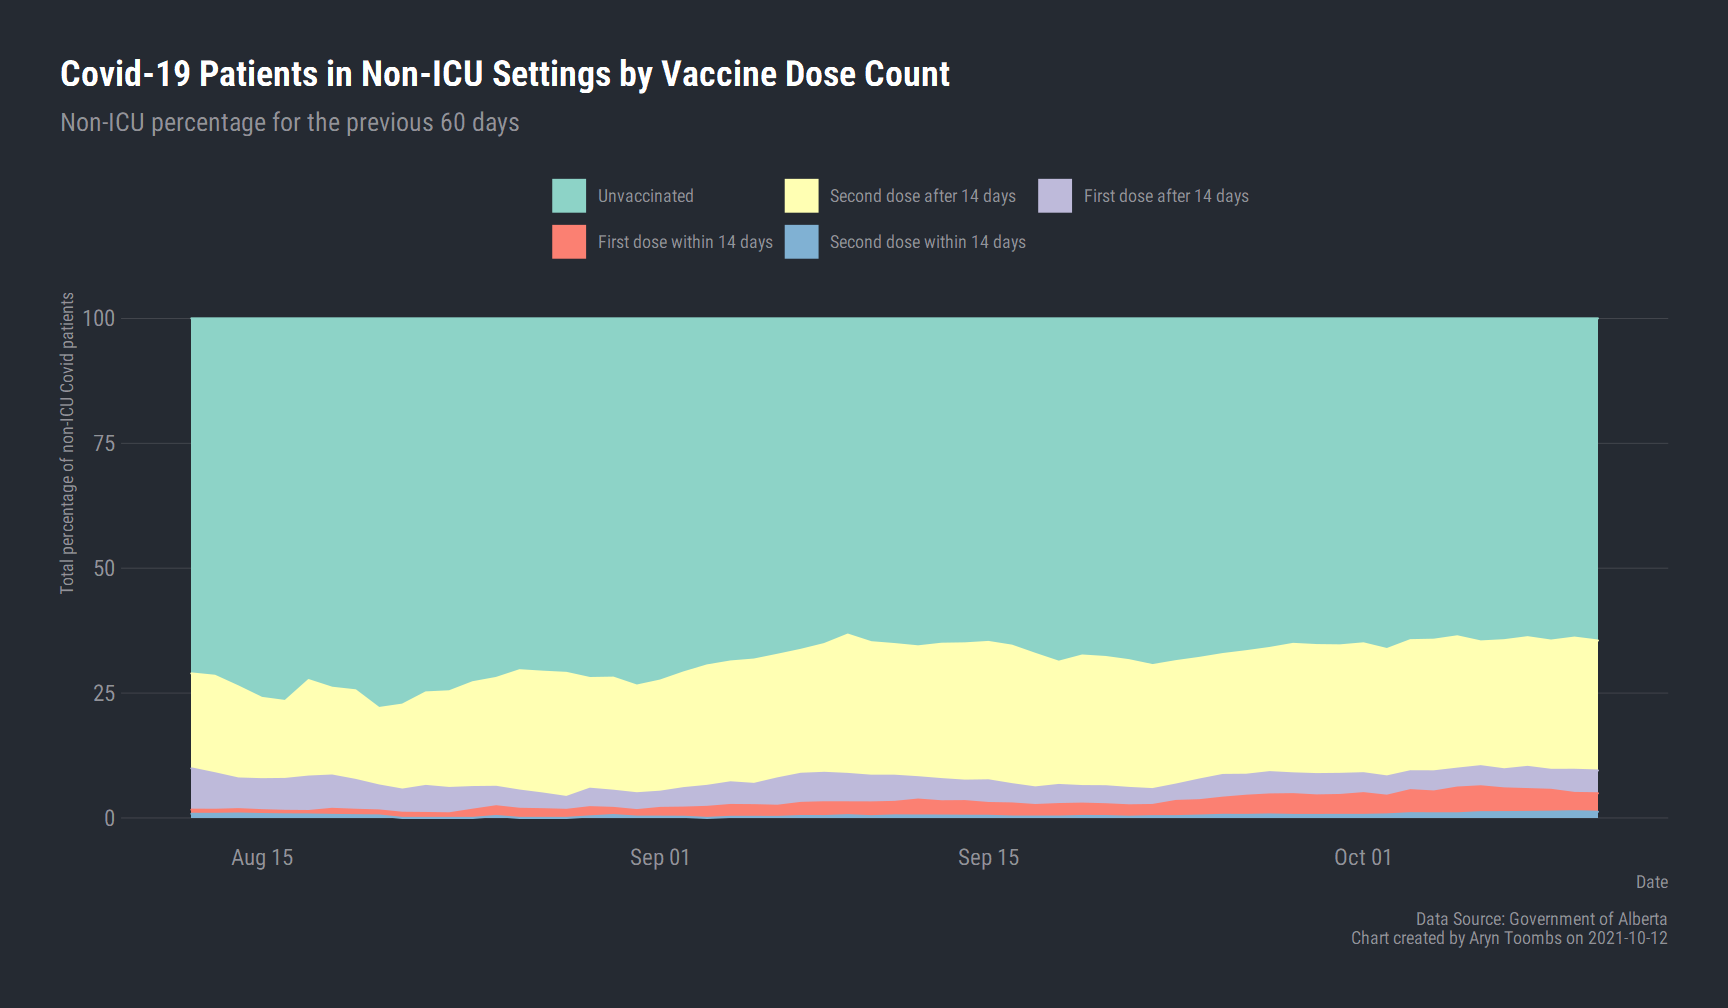 Covid-19 Patients in Non-ICU Settings by Vaccine Dose Count
Non-ICU percentage for the previous 60 days
Unvaccinated
Second dose after 14 days
First dose after 14 days
First dose within 14 days
Second dose within 14 days
Total percentage of non-ICU Covid patients
100
75
50
25
0
Aug 15
Sep 01
Sep 15
Oct 01
Date
Data Source: Government of Alberta
Chart created by Aryn Toombs on 2021-10-12